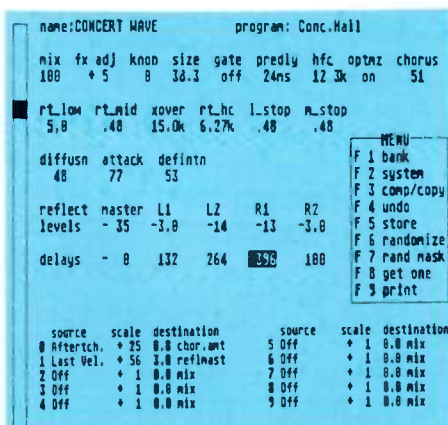 name:CONCERT WAVE program: Conc.Hall
mix fx adj knob size gate predly hfc optmz chorus
100 + 5 0 38.3 off 24ms 12 3k on 51
rt_low rt_mid xover rt_hc l_stop m_stop
5,0 .48 15.0k 6.27k .48 .48
diffusn attack defintn
48 77 53
reflect master L1 L2 R1 R2
levels - 35 -3.0 -14 -13 -3.0
delays - 0 132 264 396 100
MENU
F 1 bank
F 2 system
F 3 comp/copy
F 4 undo
F 5 store
F 6 randomize
F 7 rand mask
F 8 get one
F 9 print
source scale destination source scale destination
0 Aftertch. + 25 0.0 chor.amt 5 Off + 1 0.0 mix
1 Last Vel. + 56 3.0 reflmast 6 Off + 1 0.0 mix
2 Off + 1 0.0 mix 7 Off + 1 0.0 mix
3 Off + 1 0.0 mix 8 Off + 1 0.0 mix
4 Off + 1 0.0 mix 9 Off + 1 0.0 mix